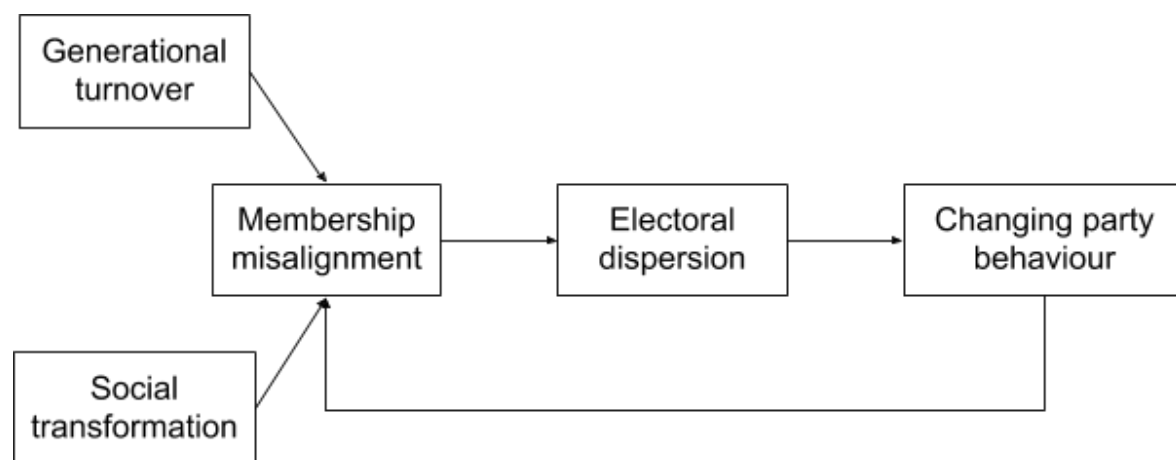 Generational
turnover
Membership
misalignment
Electoral
dispersion
Changing party
behaviour
Social
transformation